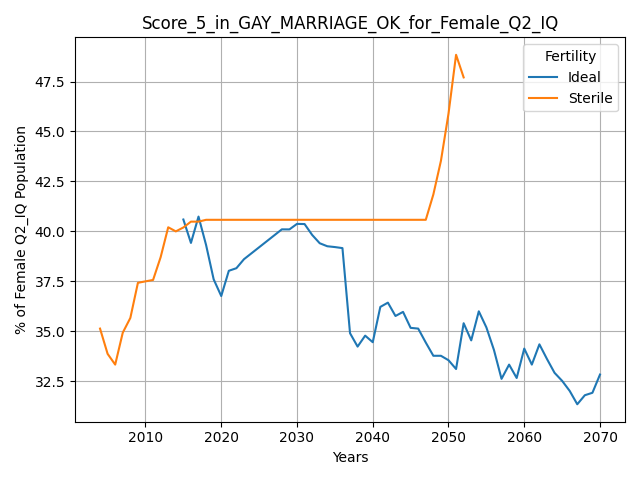 Score_5_in_GAY_MARRIAGE_OK_for_Female_Q2_IQ
Fertility
Ideal
Sterile
% of Female Q2_IQ Population
47.5
45.0
42.5
40.0
37.5
35.0
32.5
2010 2020 2030 2040 2050 2060 2070
Years